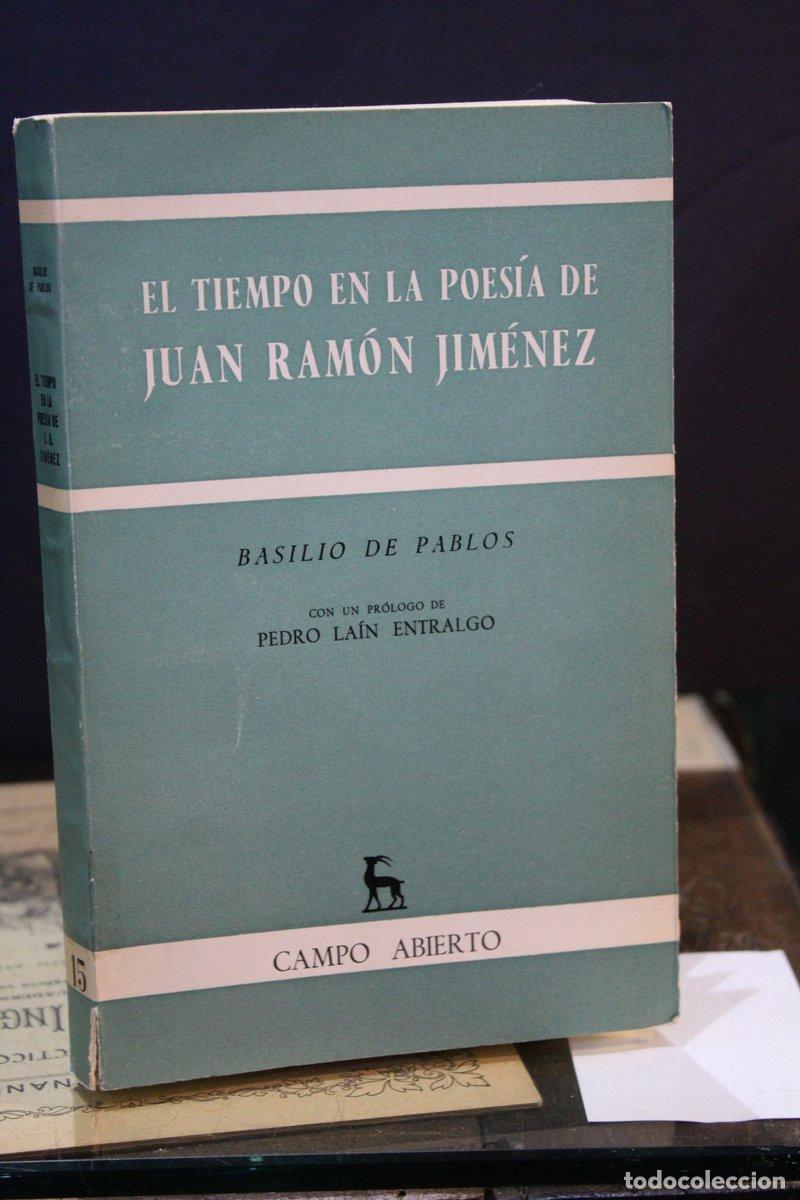 EL TIEMPO EN LA POESÍA DE
JUAN RAMÓN JIMÉNEZ
BASILIO DE PABLOS
CON UN PRÓLOGO DE
PEDRO LAÍN ENTRALGO
CAMPO ABIERTO
BASILIO
DE PABLOS
EL TIEMPO
EN LA
POESÍA DE
J. R.
JIMÉNEZ
15
todocoleccion